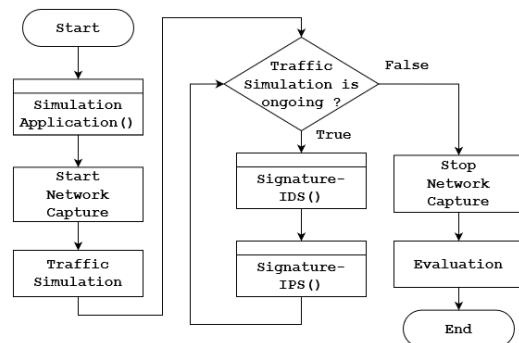 Start
Simulation
Application()
Start
Network
Capture
Traffic
Simulation
Traffic
Simulation is
ongoing ?
True
False
Signature-
IDS()
Signature-
IPS()
Stop
Network
Capture
Evaluation
End